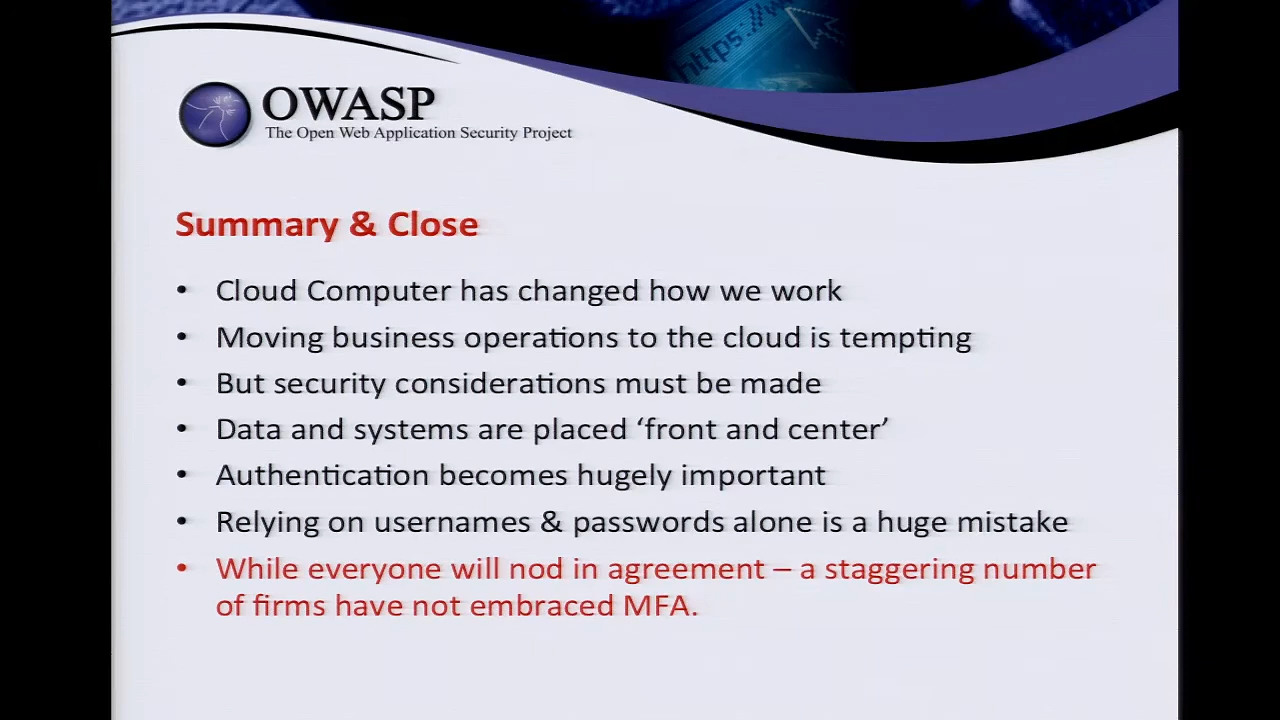 https://w
OWASP
The Open Web Application Security Project
Summary & Close
• Cloud Computer has changed how we work
• Moving business operations to the cloud is tempting
• But security considerations must be made
• Data and systems are placed ‘front and center’
• Authentication becomes hugely important
• Relying on usernames & passwords alone is a huge mistake
• While everyone will nod in agreement – a staggering number
of firms have not embraced MFA.